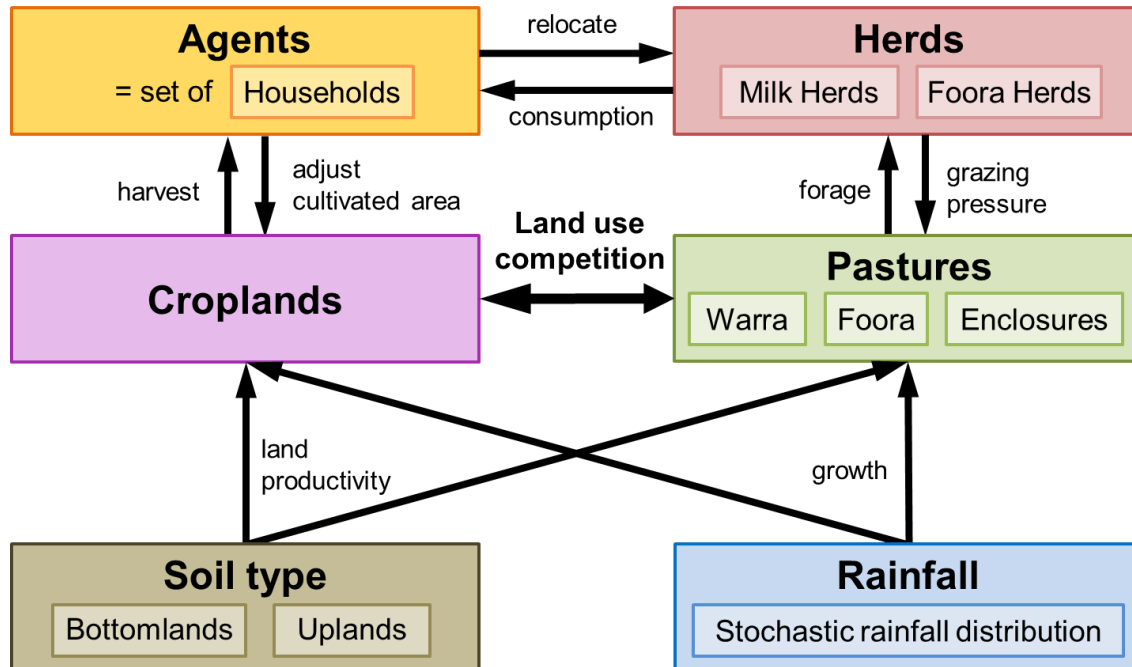 Agents
= set of Households
relocate
consumption
Herds
Milk Herds Foora Herds
harvest
adjust
cultivated area
forage
grazing
pressure
Land use
competition
Croplands
Pastures
Warra Foora Enclosures
land
productivity
growth
Soil type
Bottomlands Uplands
Rainfall
Stochastic rainfall distribution